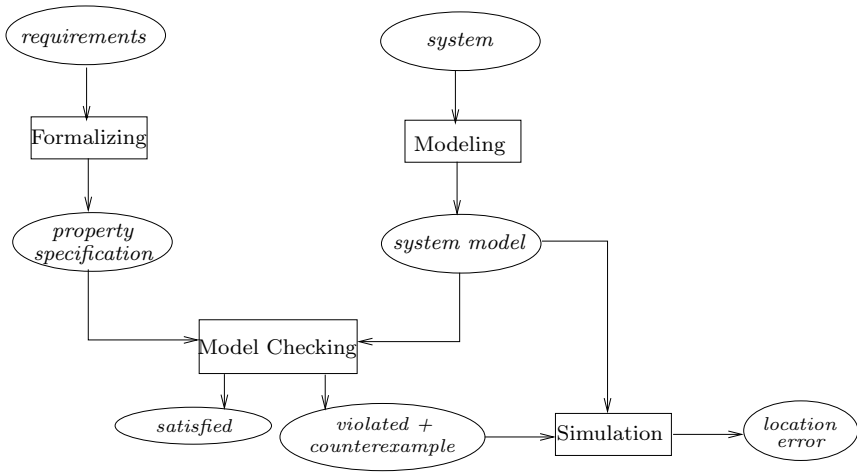 requirements
system
Formalizing
Modeling
property
specification
system model
Model Checking
satisfied
violated +
counterexample
Simulation
location
error